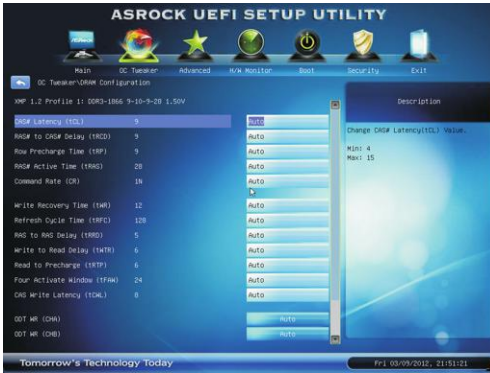 ASROCK UEFI SETUP UTILITY
Main OC Tweaker Advanced H/W Monitor Boot Security Exit
OC Tweaker\DRAM Configuration
XMP 1.2 Profile 1: DDR3-1866 9-10-9-28 1.50V
Description
CAS# Latency (tCL) 9 Auto
Change CAS# Latency(tCL) Value.
RAS# to CAS# Delay (tRCD) 9 Auto
Min: 4
Max: 15
Row Precharge Time (tRP) 9 Auto
RAS# Active Time (tRAS) 28 Auto
Command Rate (CR) 1N Auto
Write Recovery Time (tWR) 12 Auto
Refresh Cycle Time (tRFC) 128 Auto
RAS to RAS Delay (tRRD) 5 Auto
Write to Read Delay (tWTR) 6 Auto
Read to Precharge (tRTP) 6 Auto
Four Activate Window (tFAW) 24 Auto
CAS Write Latency (tCWL) 8 Auto
ODT WR (CHA) Auto
ODT WR (CHB) Auto
Tomorrow's Technology Today
Fri 03/09/2012, 21:51:21